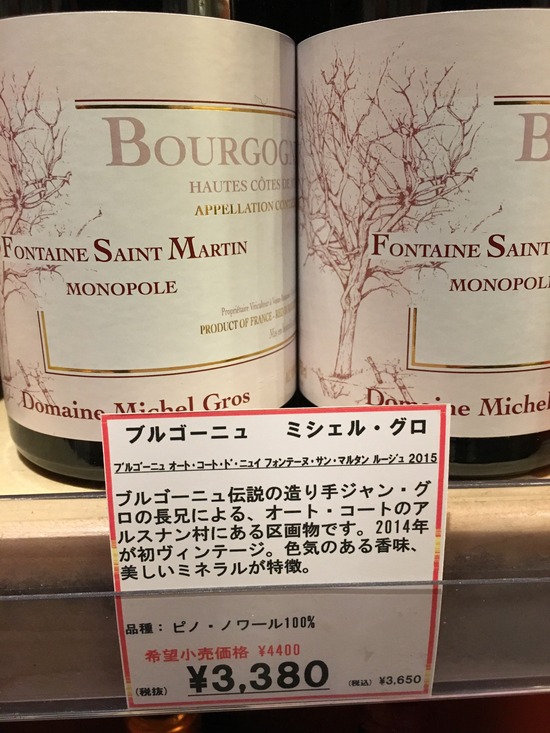 BOURGOG
HAUTES CÔTES DE
APPELLATION CON
FONTAINE SAINT MARTIN
MONOPOLE
Propriétaire Viticulteur à Vosne-Romanée
PRODUCT OF FRANCE - RED
Domaine Michel Gros
B
FONTAINE SAINT
MONOPOLE
Domaine Michel
ブルゴーニュ ミシェル・グロ
ブルゴーニュ オート・コート・ド・ニュイ フォンテーヌ・サン・マルタン ルージュ 2015
ブルゴーニュ伝説の造り手ジャン・グ
ロの長兄による、オート・コートのア
ルスナン村にある区画物です。2014年
が初ヴィンテージ。色気のある香味、
美しいミネラルが特徴。
品種：ピノ・ノワール100%
希望小売価格 ¥4400
(税抜) ¥3,380 (税込) ¥3,650